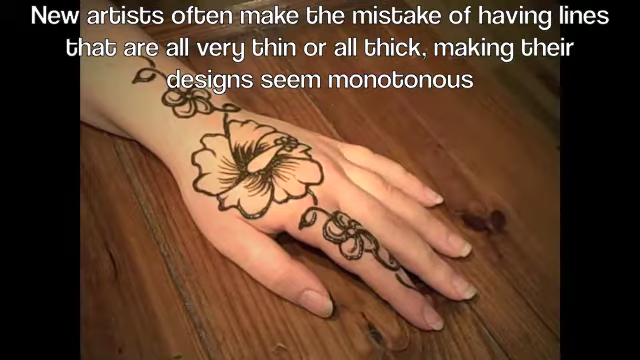 New artists often make the mistake of having lines
that are all very thin or all thick, making their
designs seem monotonous